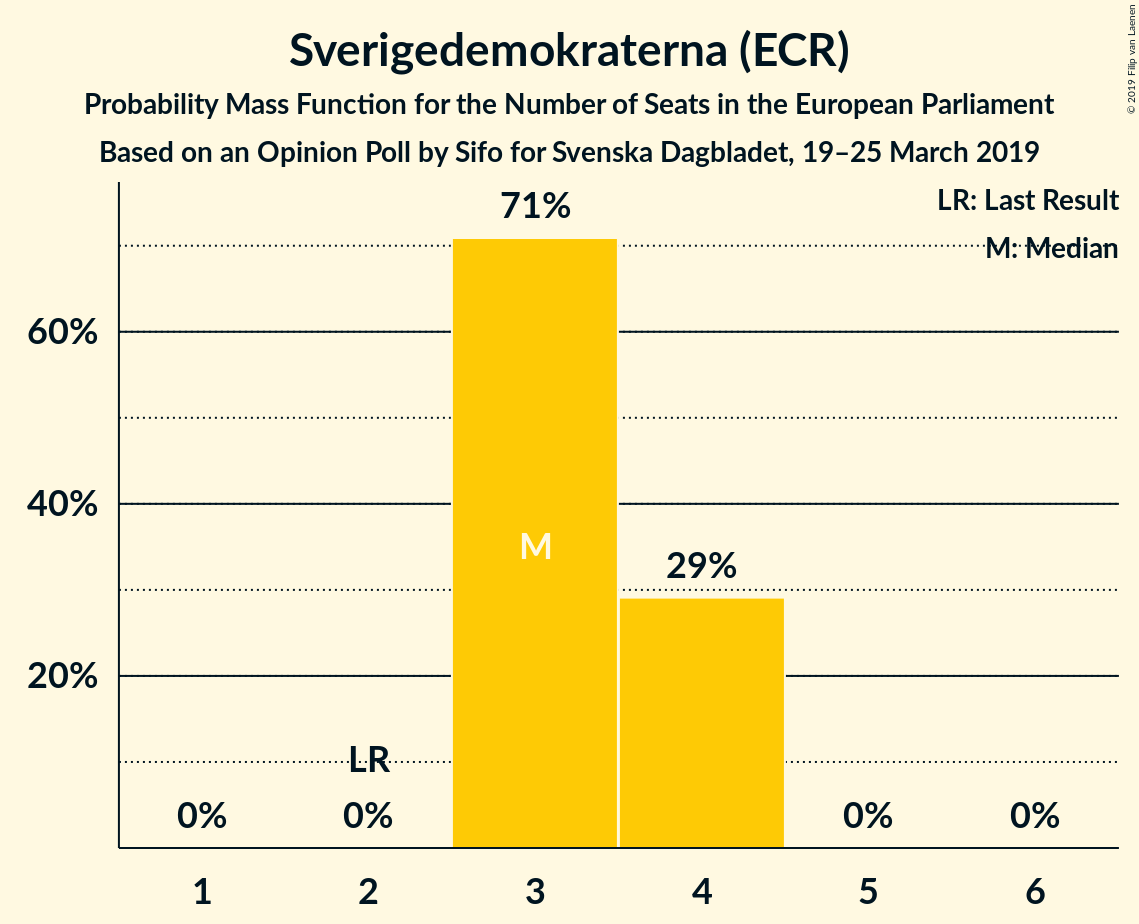 Sverigedemokraterna (ECR)
Probability Mass Function for the Number of Seats in the European Parliament
Based on an Opinion Poll by Sifo for Svenska Dagbladet, 19–25 March 2019
© 2019 Filip van Laenen
LR: Last Result
M: Median
71%
60%
40%
M
29%
20%
LR
0%
0%
0%
0%
1
2
3
4
5
6